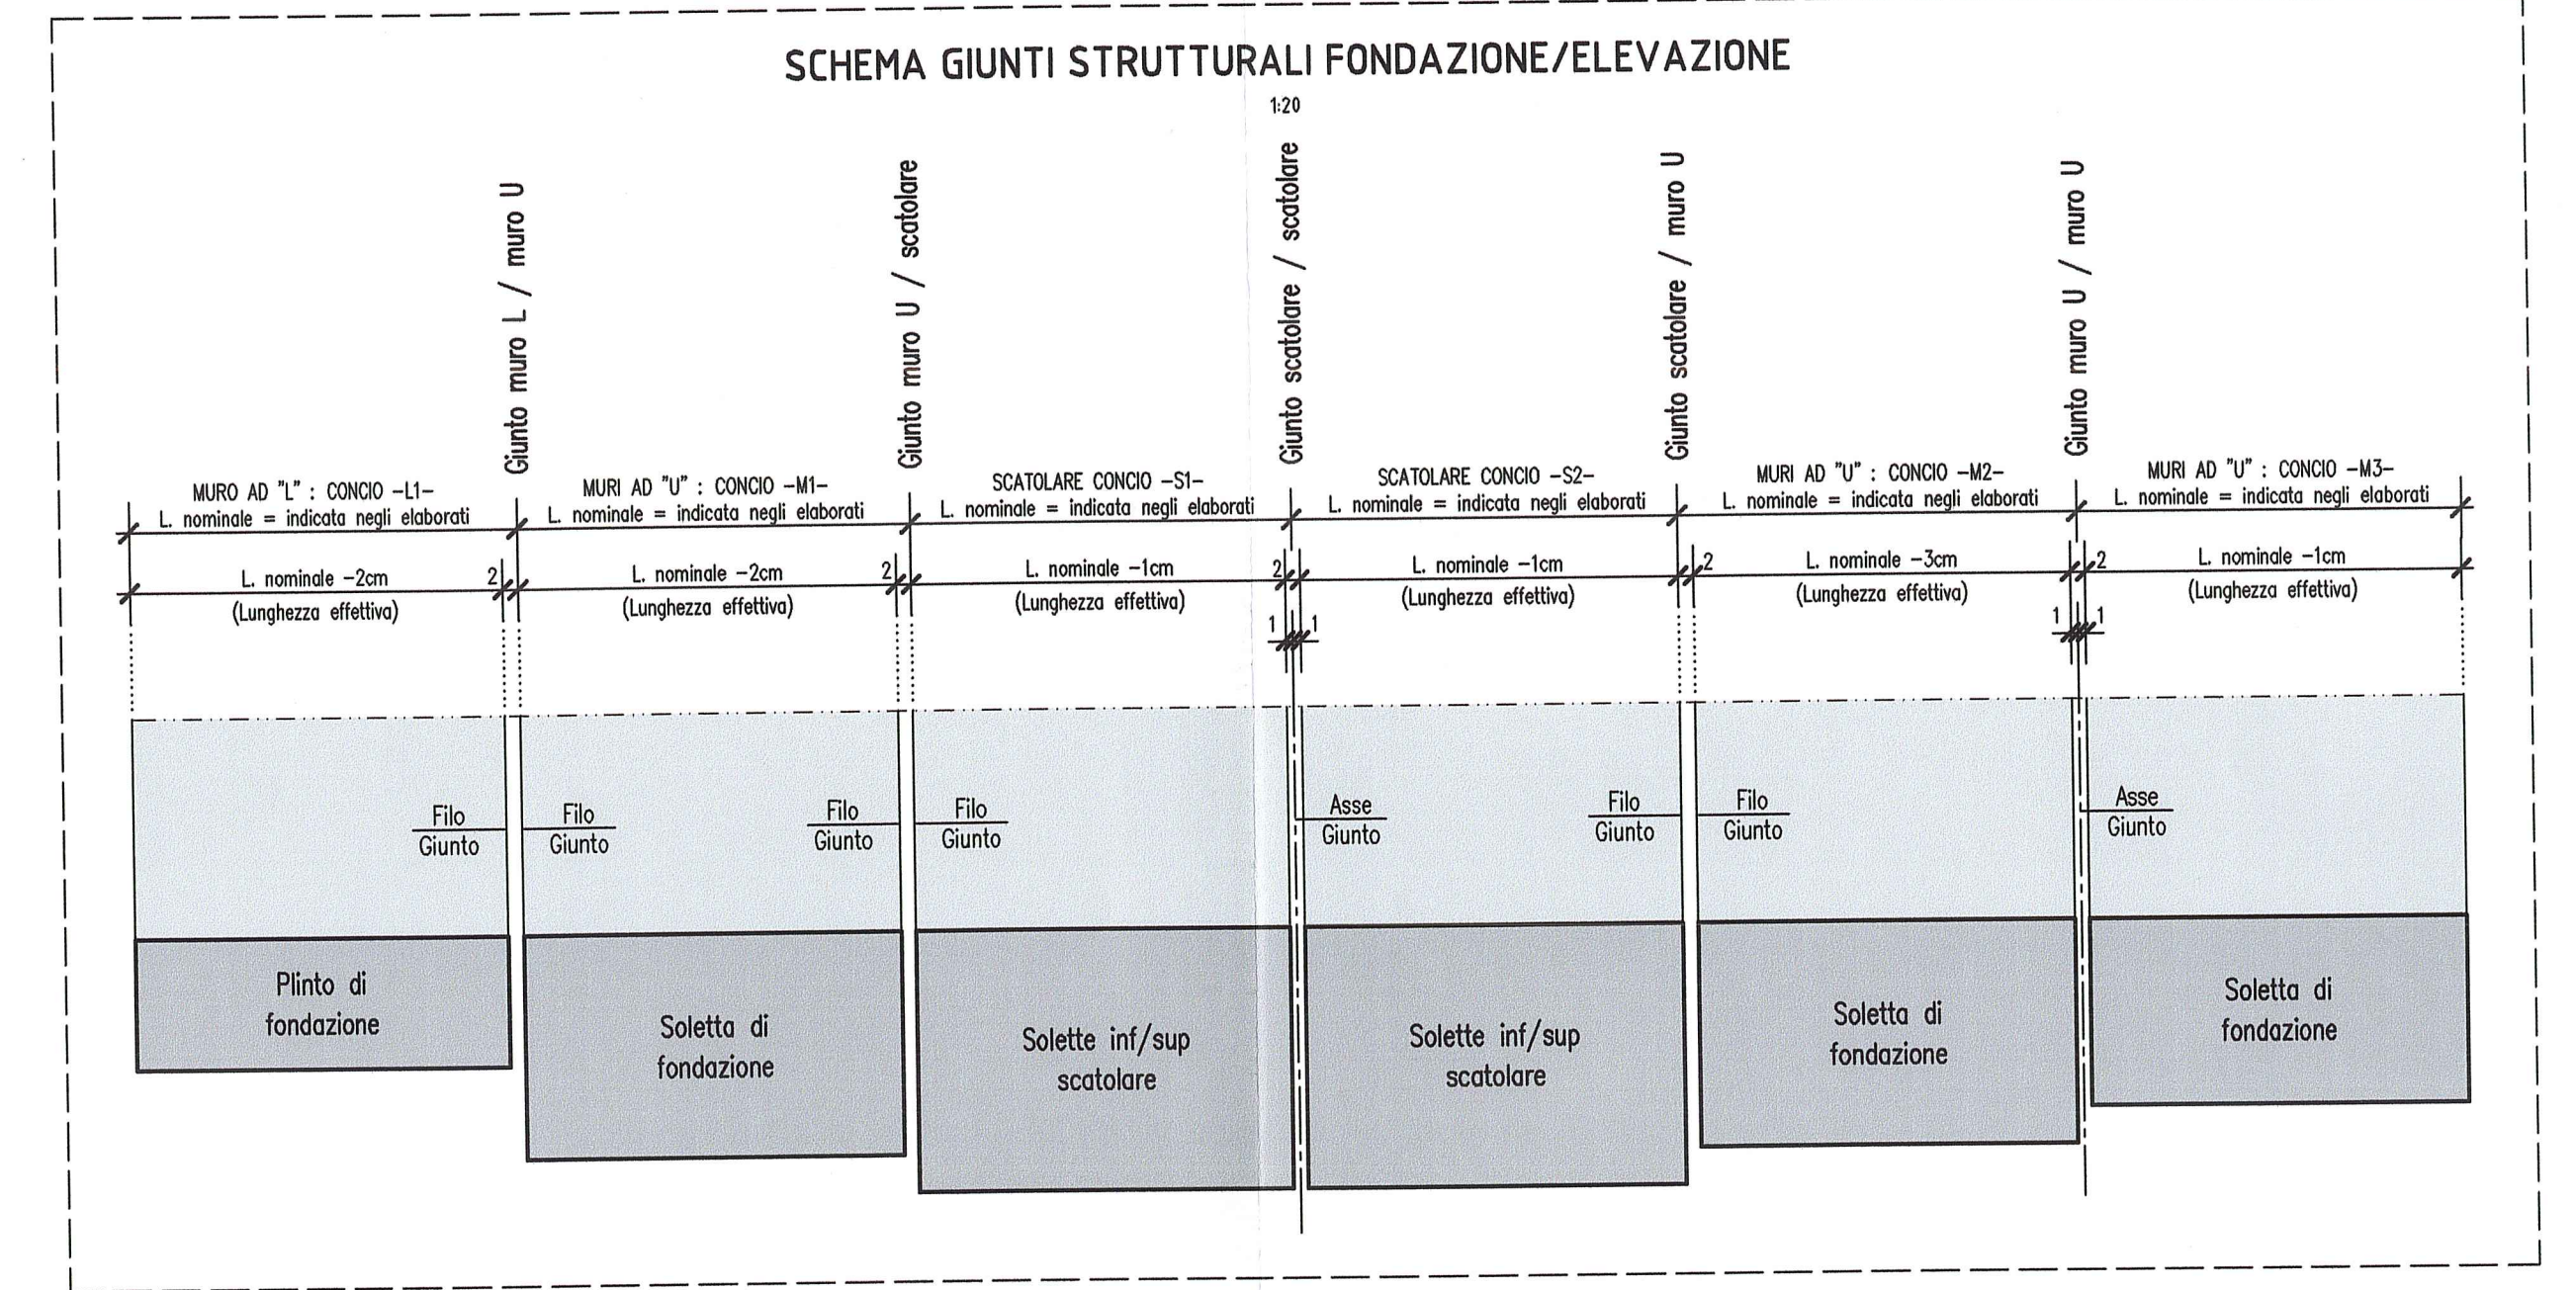 SCHEMA GIUNTI STRUTTURALI FONDAZIONE/ELEVAZIONE
1:20
Giunto muro L / muro U
Giunto muro U / scatolare
Giunto scatolare / scatolare
Giunto scatolare / muro U
Giunto muro U / muro U
MURO AD "L" : CONCIO -L1-
L. nominale = indicata negli elaborati
MURI AD "U" : CONCIO -M1-
L. nominale = indicata negli elaborati
SCATOLARE CONCIO -S1-
L. nominale = indicata negli elaborati
SCATOLARE CONCIO -S2-
L. nominale = indicata negli elaborati
MURI AD "U" : CONCIO -M2-
L. nominale = indicata negli elaborati
MURI AD "U" : CONCIO -M3-
L. nominale = indicata negli elaborati
L. nominale -2cm
(Lunghezza effettiva)
2
L. nominale -2cm
(Lunghezza effettiva)
2
L. nominale -1cm
(Lunghezza effettiva)
2
1
1
L. nominale -1cm
(Lunghezza effettiva)
2
L. nominale -3cm
(Lunghezza effettiva)
2
1
1
L. nominale -1cm
(Lunghezza effettiva)
Filo
Giunto
Filo
Giunto
Filo
Giunto
Filo
Giunto
Asse
Giunto
Filo
Giunto
Filo
Giunto
Asse
Giunto
Plinto di
fondazione
Soletta di
fondazione
Solette inf/sup
scatolare
Solette inf/sup
scatolare
Soletta di
fondazione
Soletta di
fondazione